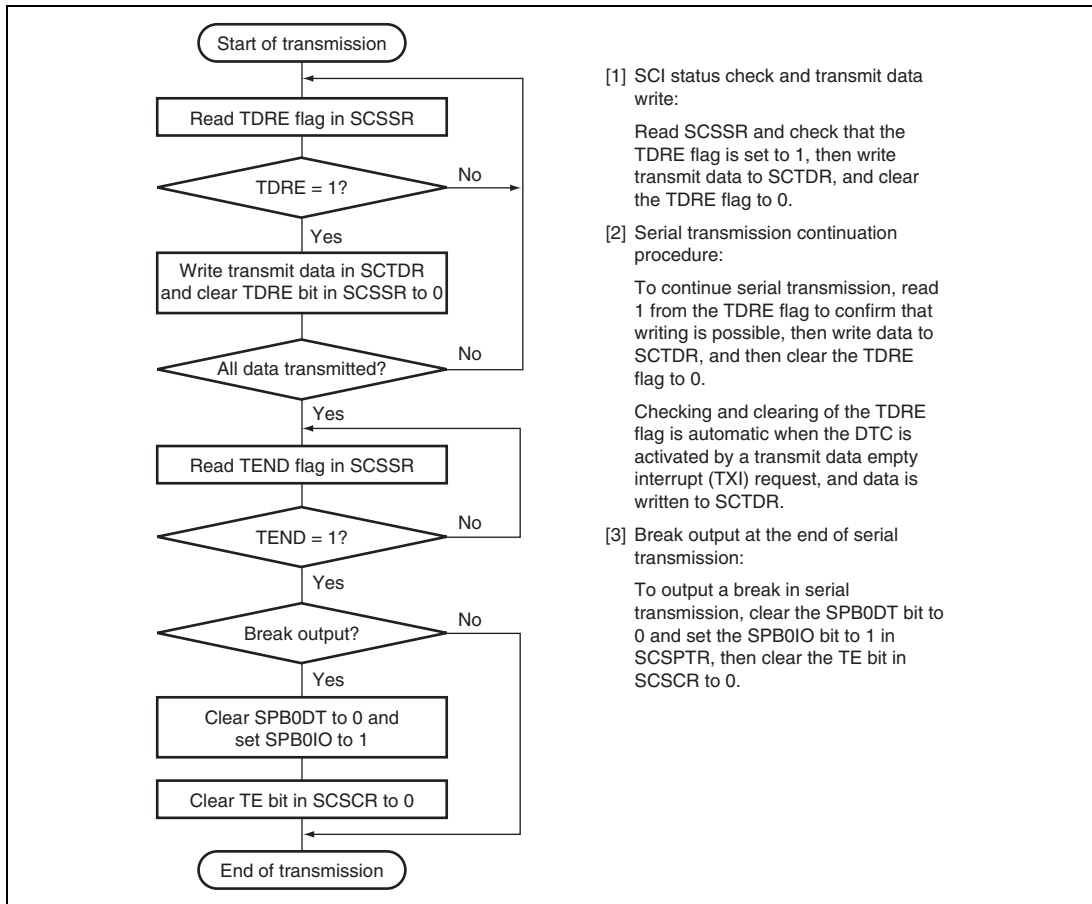 Start of transmission
Read TDRE flag in SCSSR
TDRE = 1?
No
Yes
Write transmit data in SCTDR
and clear TDRE bit in SCSSR to 0
All data transmitted?
No
Yes
Read TEND flag in SCSSR
TEND = 1?
No
Yes
Break output?
No
Yes
Clear SPB0DT to 0 and
set SPB0IO to 1
Clear TE bit in SCSCR to 0
End of transmission
[1] SCI status check and transmit data
write:
Read SCSSR and check that the
TDRE flag is set to 1, then write
transmit data to SCTDR, and clear
the TDRE flag to 0.
[2] Serial transmission continuation
procedure:
To continue serial transmission, read
1 from the TDRE flag to confirm that
writing is possible, then write data to
SCTDR, and then clear the TDRE
flag to 0.
Checking and clearing of the TDRE
flag is automatic when the DTC is
activated by a transmit data empty
interrupt (TXI) request, and data is
written to SCTDR.
[3] Break output at the end of serial
transmission:
To output a break in serial
transmission, clear the SPB0DT bit to
0 and set the SPB0IO bit to 1 in
SCSPTR, then clear the TE bit in
SCSCR to 0.